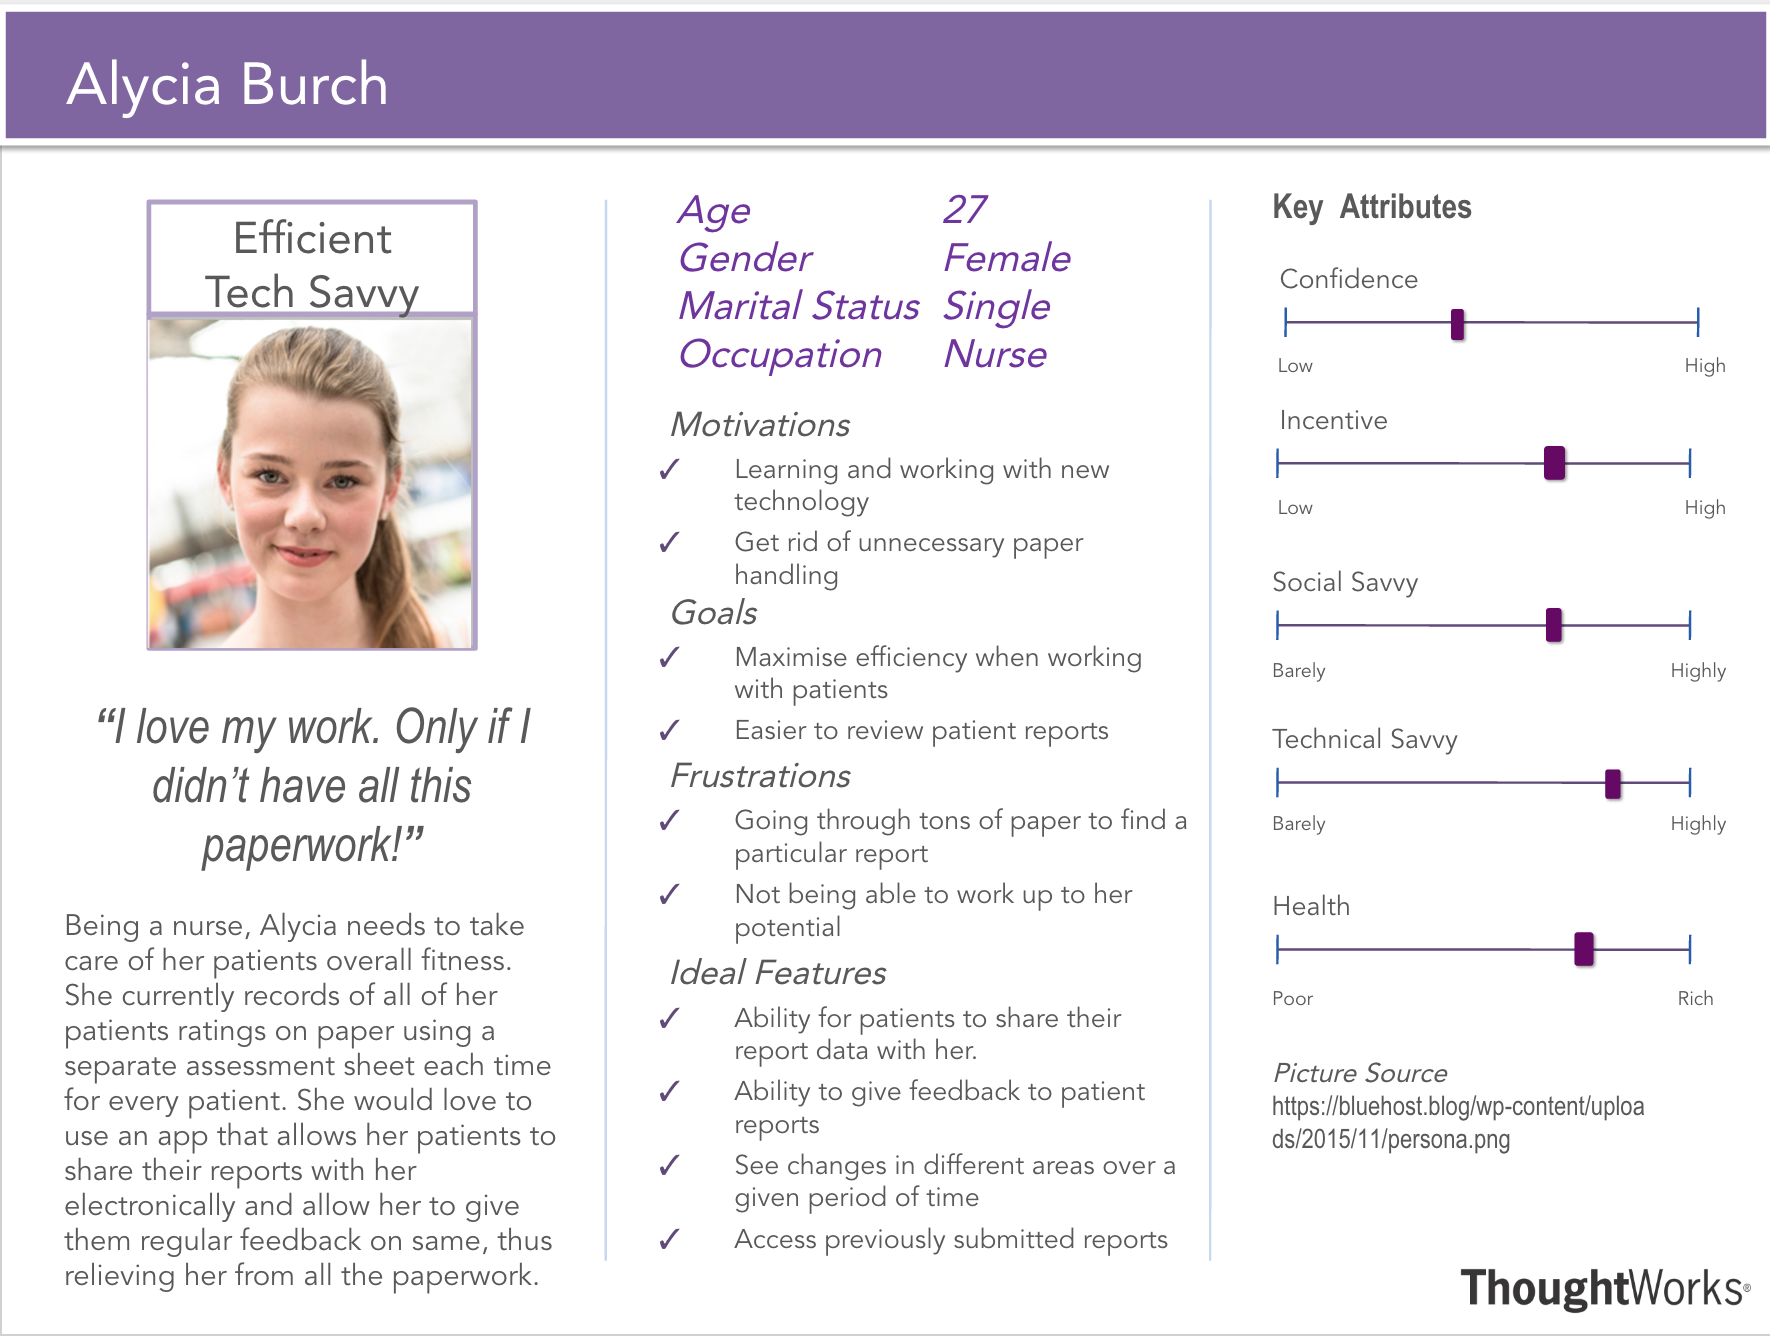 Alycia Burch
Efficient
Tech Savvy
“I love my work. Only if I
didn’t have all this
paperwork!”
Being a nurse, Alycia needs to take
care of her patients overall fitness.
She currently records of all of her
patients ratings on paper using a
separate assessment sheet each time
for every patient. She would love to
use an app that allows her patients to
share their reports with her
electronically and allow her to give
them regular feedback on same, thus
relieving her from all the paperwork.
Age 27
Gender Female
Marital Status Single
Occupation Nurse
Motivations
✓ Learning and working with new
technology
✓ Get rid of unnecessary paper
handling
Goals
✓ Maximise efficiency when working
with patients
✓ Easier to review patient reports
Frustrations
✓ Going through tons of paper to find a
particular report
✓ Not being able to work up to her
potential
Ideal Features
✓ Ability for patients to share their
report data with her.
✓ Ability to give feedback to patient
reports
✓ See changes in different areas over a
given period of time
✓ Access previously submitted reports
Key Attributes
Confidence
Low High
Incentive
Low High
Social Savvy
Barely Highly
Technical Savvy
Barely Highly
Health
Poor Rich
Picture Source
https://bluehost.blog/wp-content/uploa
ds/2015/11/persona.png
ThoughtWorks®